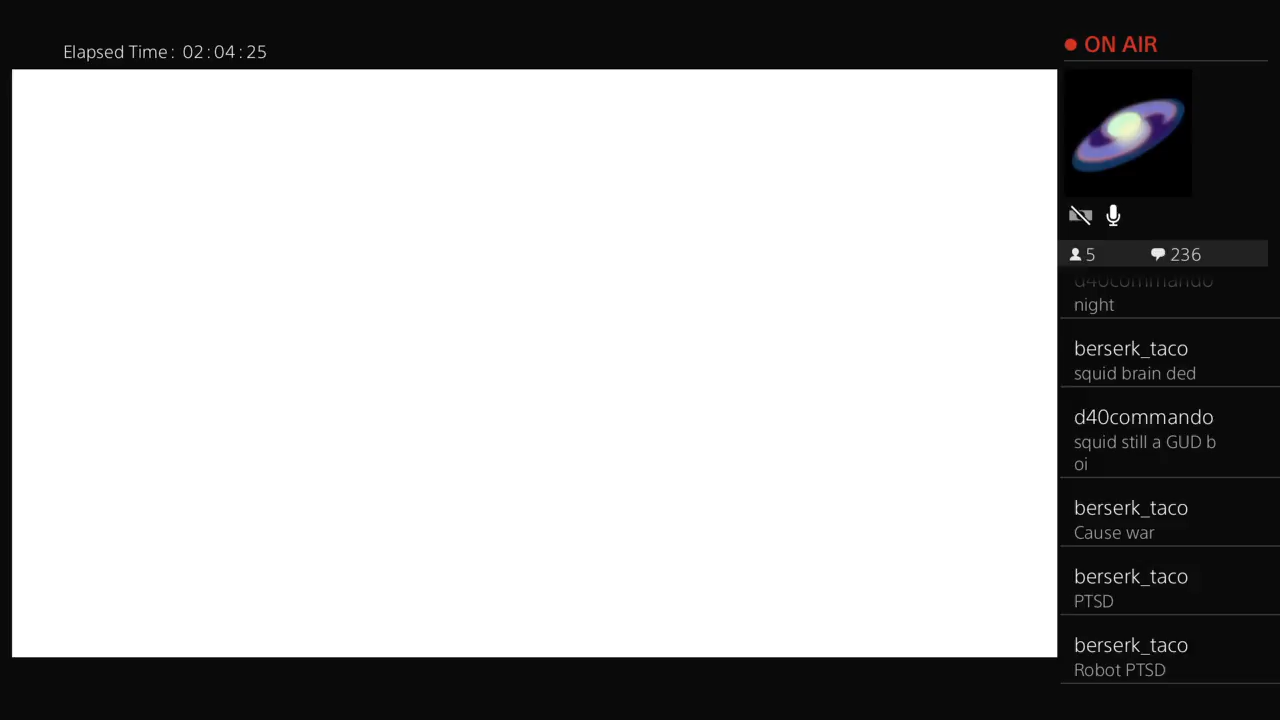 Elapsed Time: 02:04:25
ON AIR
5 236
d40commando
night
berserk_taco
squid brain ded
d40commando
squid still a GUD b
oi
berserk_taco
Cause war
berserk_taco
PTSD
berserk_taco
Robot PTSD